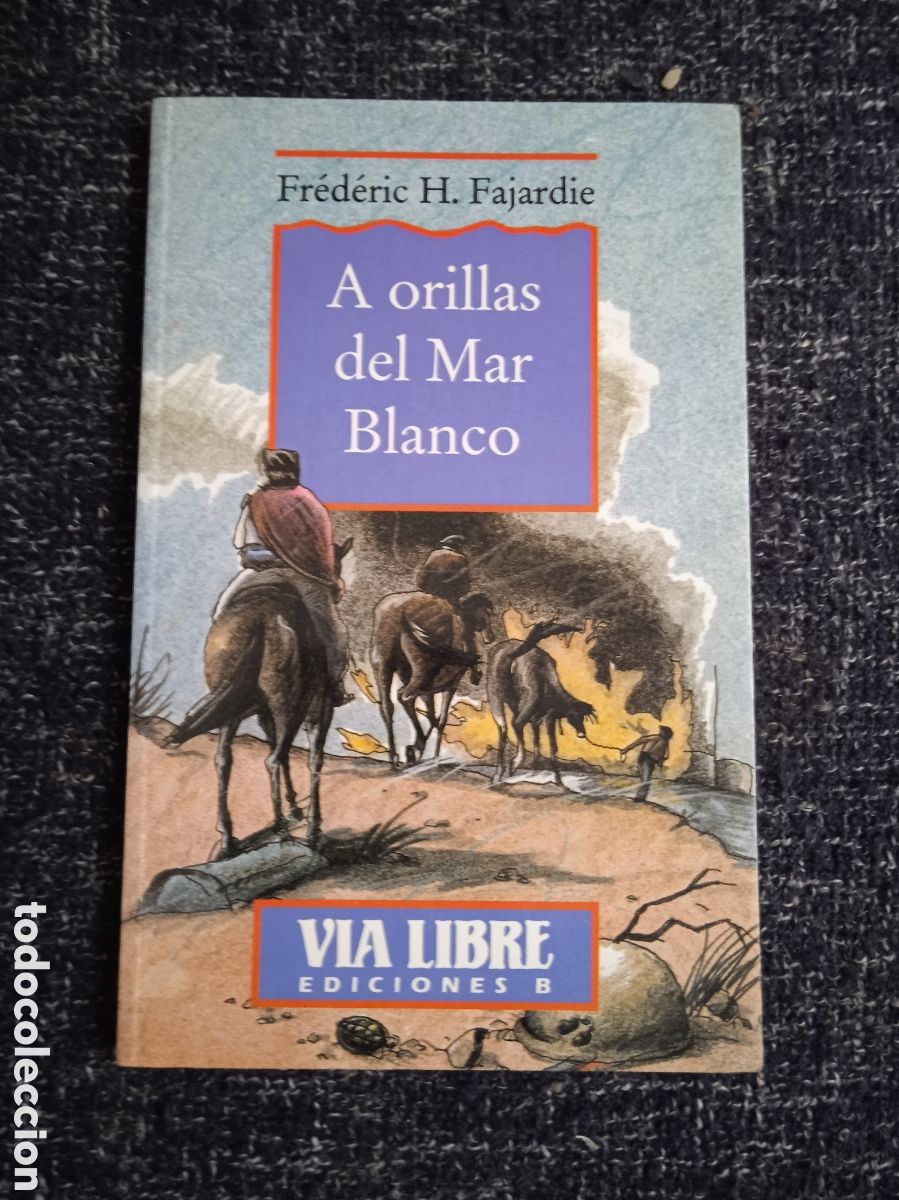 Frédéric H. Fajardie
A orillas
del Mar
Blanco
VIA LIBRE
EDICIONES B
todocoleccion